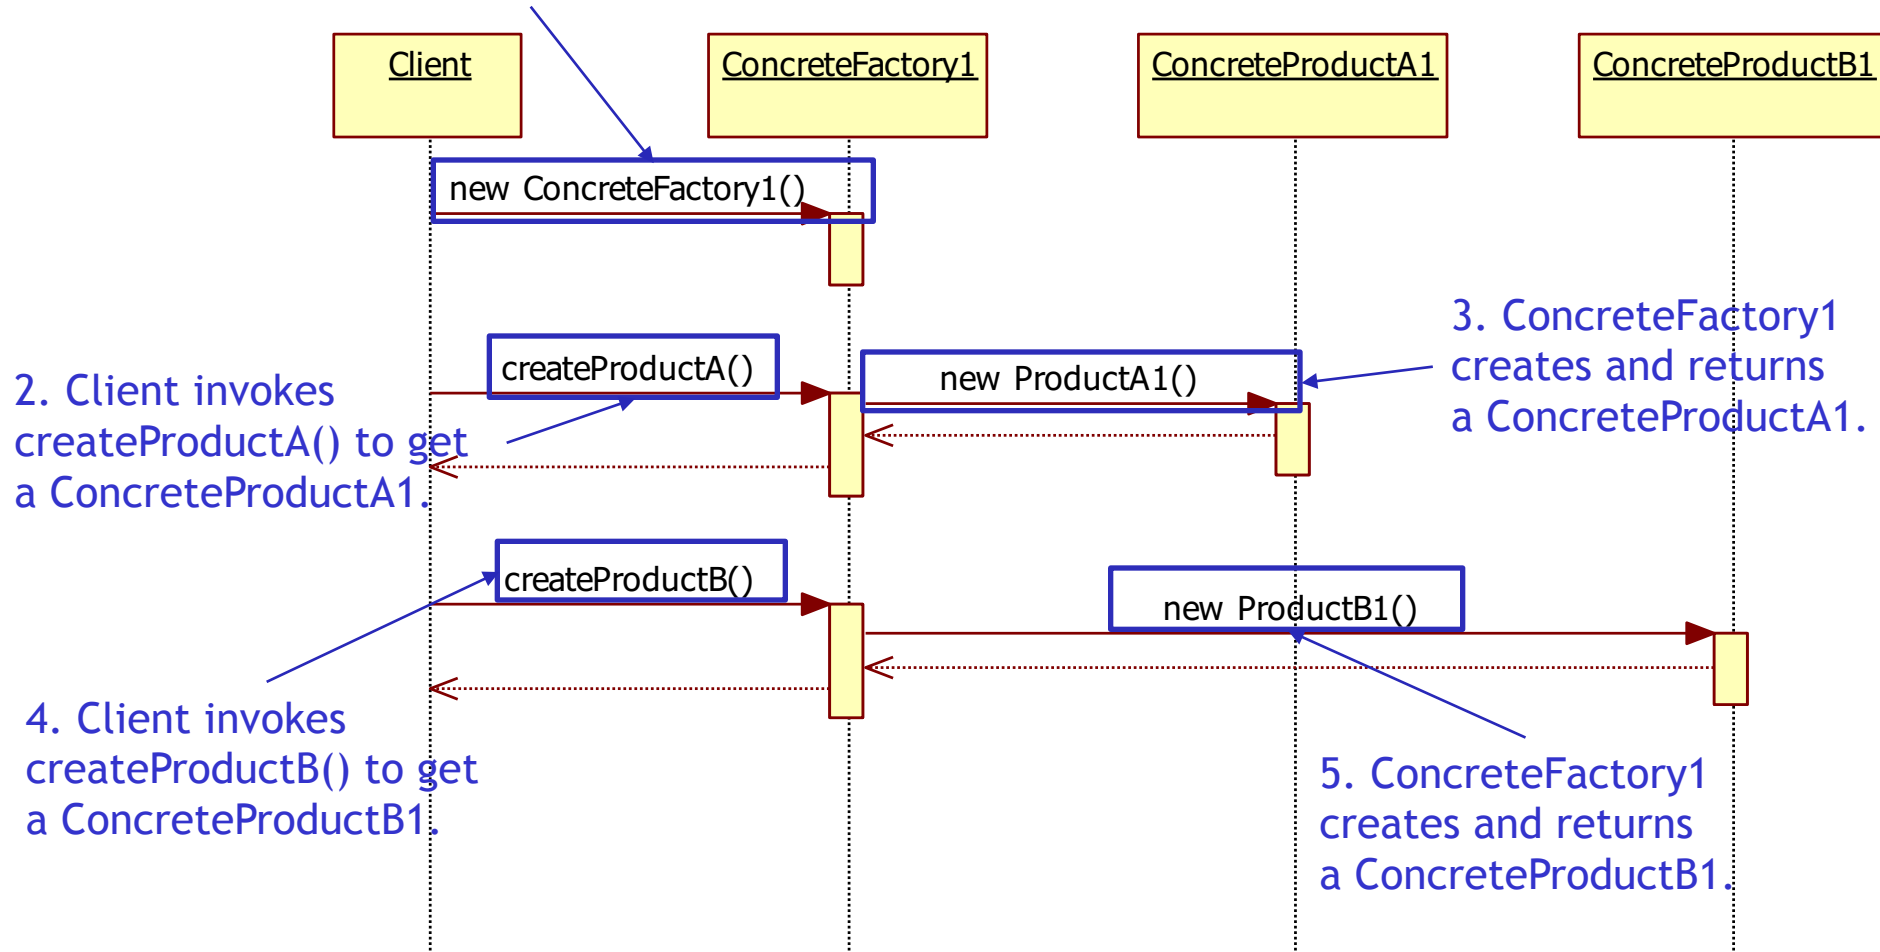 Client
ConcreteFactory1
ConcreteProductA1
ConcreteProductB1
new ConcreteFactory1()
2. Client invokes
createProductA() to get
a ConcreteProductA1.
createProductA()
new ProductA1()
3. ConcreteFactory1
creates and returns
a ConcreteProductA1.
createProductB()
new ProductB1()
4. Client invokes
createProductB() to get
a ConcreteProductB1.
5. ConcreteFactory1
creates and returns
a ConcreteProductB1.